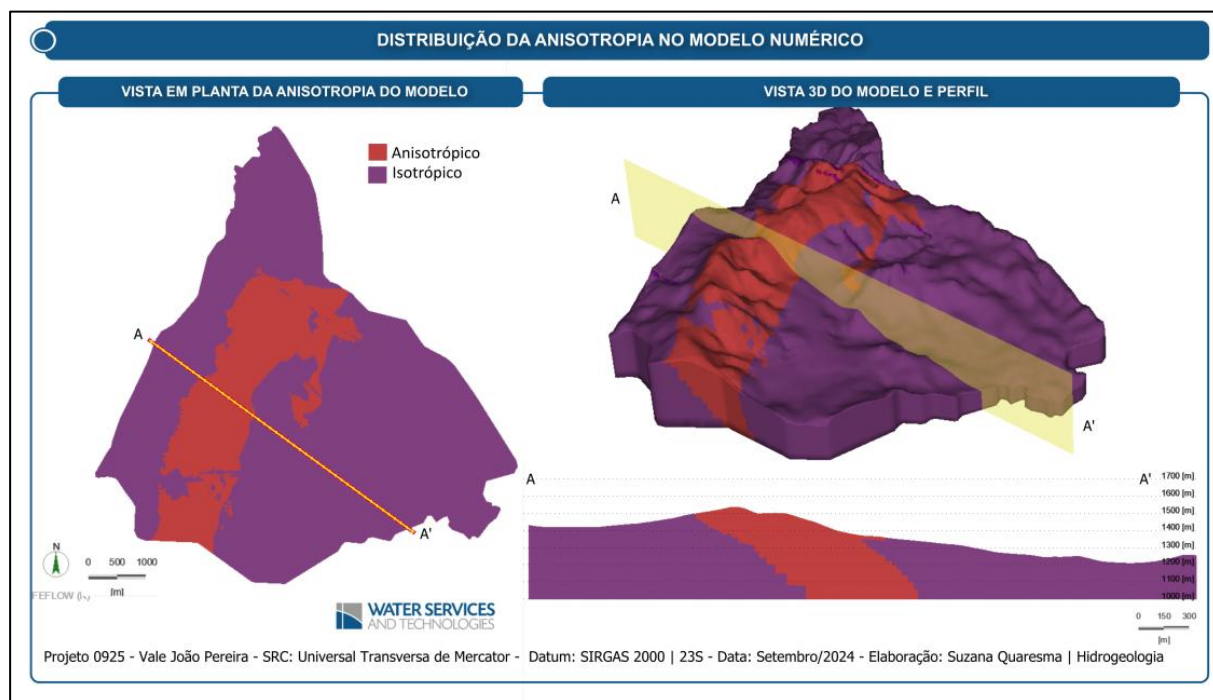 DISTRIBUIÇÃO DA ANISOTROPIA NO MODELO NUMÉRICO
VISTA EM PLANTA DA ANISOTROPIA DO MODELO
VISTA 3D DO MODELO E PERFIL
Anisotrópico
Isotrópico
A
A'
A
A'
A
A'
1700 [m]
1600 [m]
1500 [m]
1400 [m]
1300 [m]
1200 [m]
1100 [m]
1000 [m]
N
0 500 1000
[m]
FEFLOW (R)
0 150 300
[m]
WATER SERVICES
AND TECHNOLOGIES
Projeto 0925 - Vale João Pereira - SRC: Universal Transversa de Mercator - Datum: SIRGAS 2000 | 23S - Data: Setembro/2024 - Elaboração: Suzana Quaresma | Hidrogeologia